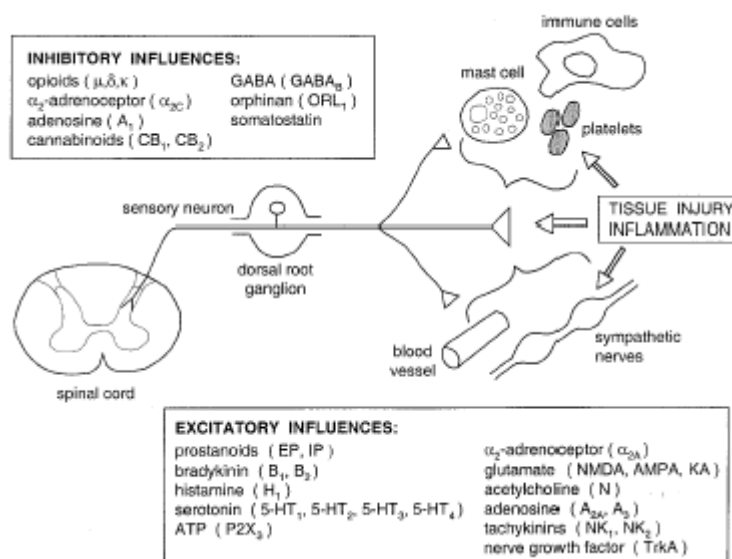 immune cells
mast cell
platelets
INHIBITORY INFLUENCES:
opioids ( μ,δ,κ )
α₂-adrenoceptor ( α₂C )
adenosine ( A₁ )
cannabinoids ( CB₁, CB₂ )
GABA ( GABA_B )
orphinan ( ORL₁ )
somatostatin
sensory neuron
dorsal root
ganglion
TISSUE INJURY
INFLAMMATION
spinal cord
blood
vessel
sympathetic
nerves
EXCITATORY INFLUENCES:
prostanoids ( EP, IP )
bradykinin ( B₁, B₂ )
histamine ( H₁ )
serotonin ( 5-HT₁, 5-HT₂, 5-HT₃, 5-HT₄ )
ATP ( P2X₃ )
α₂-adrenoceptor ( α₂A )
glutamate ( NMDA, AMPA, KA )
acetylcholine ( N )
adenosine ( A₂A, A₃ )
tachykinins ( NK₁, NK₂ )
nerve growth factor ( TrkA )